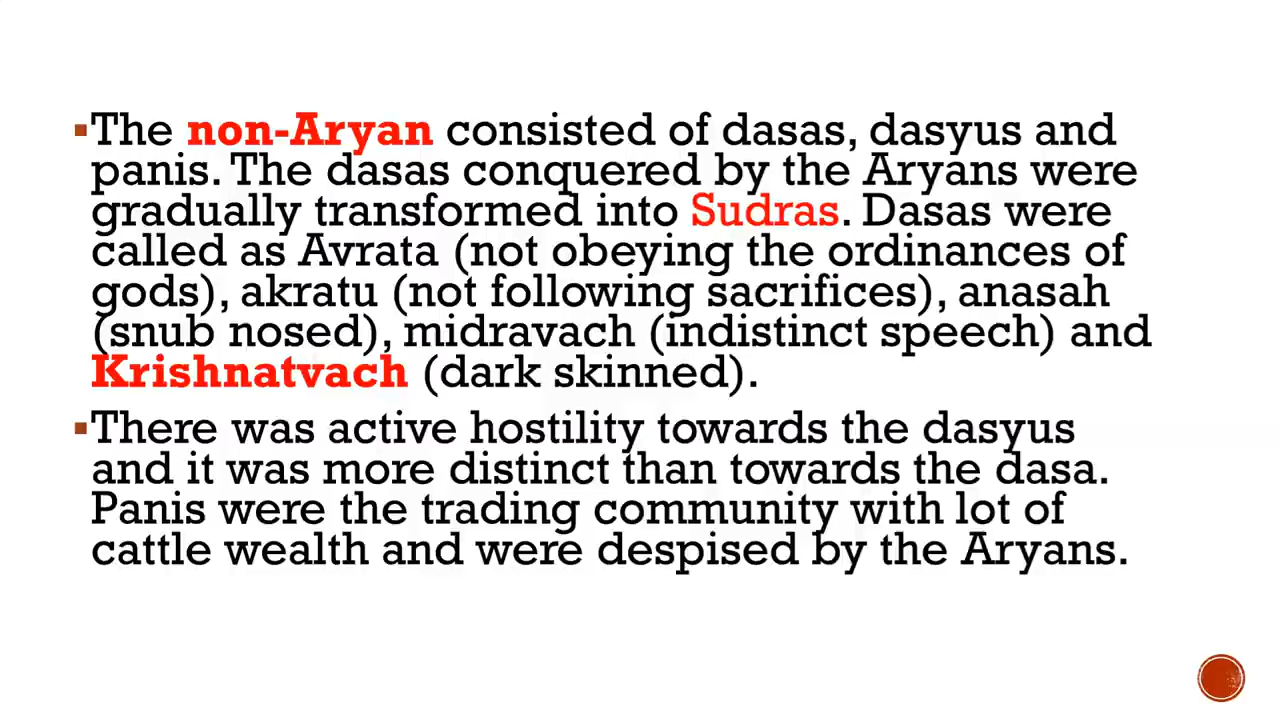 ▪The non-Aryan consisted of dasas, dasyus and
panis. The dasas conquered by the Aryans were
gradually transformed into Sudras. Dasas were
called as Avrata (not obeying the ordinances of
gods), akratu (not following sacrifices), anasah
(snub nosed), midravach (indistinct speech) and
Krishnatvach (dark skinned).
▪There was active hostility towards the dasyus
and it was more distinct than towards the dasa.
Panis were the trading community with lot of
cattle wealth and were despised by the Aryans.